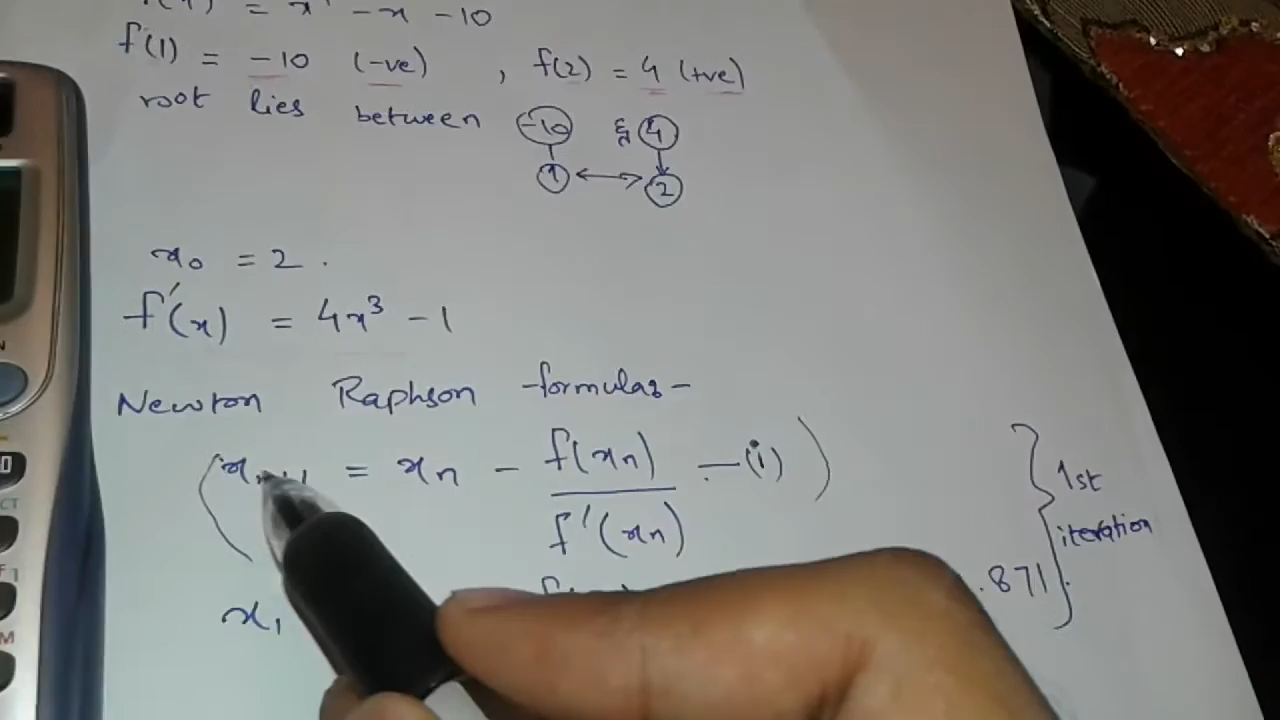 = x - x - 10
f(1) = -10 (-ve) , f(2) = 4 (+ve)
root lies between -10 & 4
1 ↔ 2
x₀ = 2.
f'(x) = 4x³ - 1
Newton Raphson formulas-
= xₙ - f(xₙ) / f'(xₙ) - (i)
1st
iteration
x₁
.871